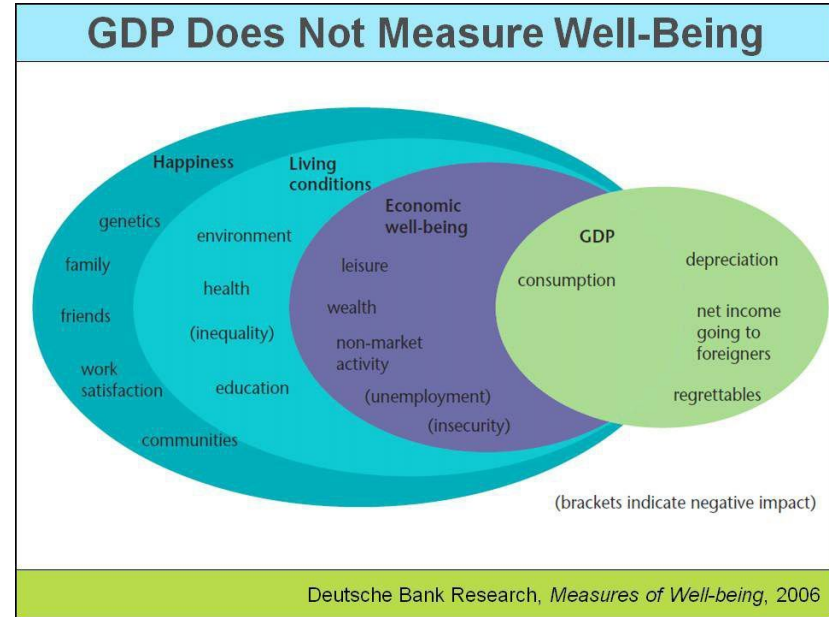 GDP Does Not Measure Well-Being
Happiness
genetics
family
friends
work
satisfaction
communities
Living
conditions
environment
health
(inequality)
education
Economic
well-being
leisure
wealth
non-market
activity
(unemployment)
(insecurity)
GDP
consumption
depreciation
net income
going to
foreigners
regrettables
(brackets indicate negative impact)
Deutsche Bank Research, Measures of Well-being, 2006